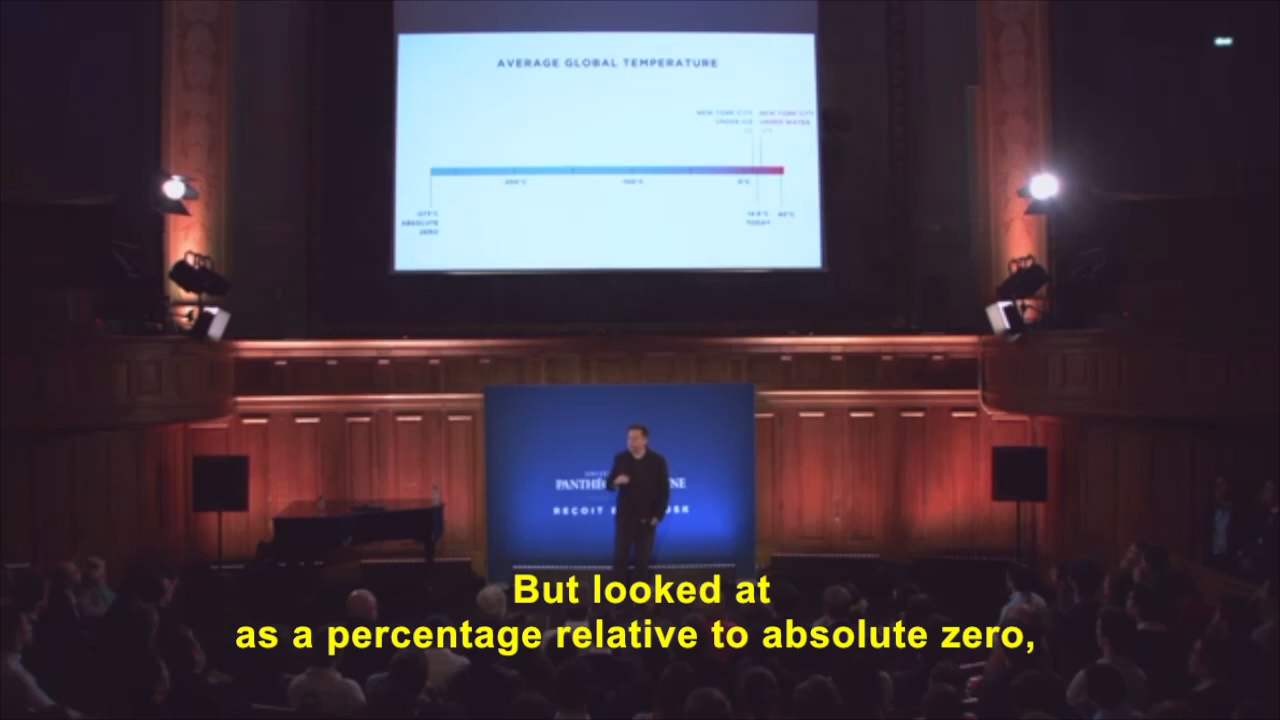 AVERAGE GLOBAL TEMPERATURE
NEW YORK CITY NEW YORK CITY
UNDER ICE UNDER WATER
-200°C -100°C 0°C
-273°C 14.8°C 40°C
ABSOLUTE TODAY
ZERO
REÇOIT
But looked at
as a percentage relative to absolute zero,